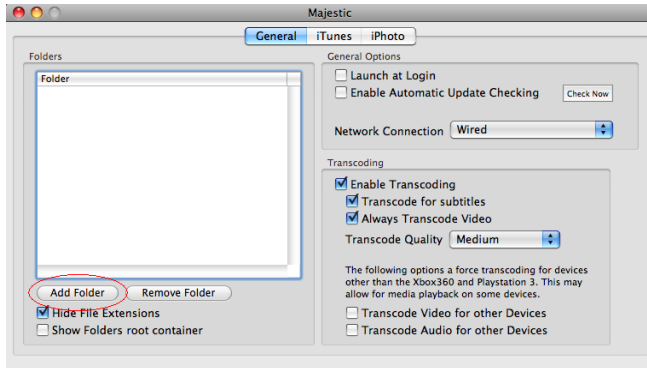 Majestic
General iTunes iPhoto
Folders
Folder
Add Folder Remove Folder
Hide File Extensions
Show Folders root container
General Options
Launch at Login
Enable Automatic Update Checking Check Now
Network Connection Wired
Transcoding
Enable Transcoding
Transcode for subtitles
Always Transcode Video
Transcode Quality Medium
The following options a force transcoding for devices
other than the Xbox360 and Playstation 3. This may
allow for media playback on some devices.
Transcode Video for other Devices
Transcode Audio for other Devices